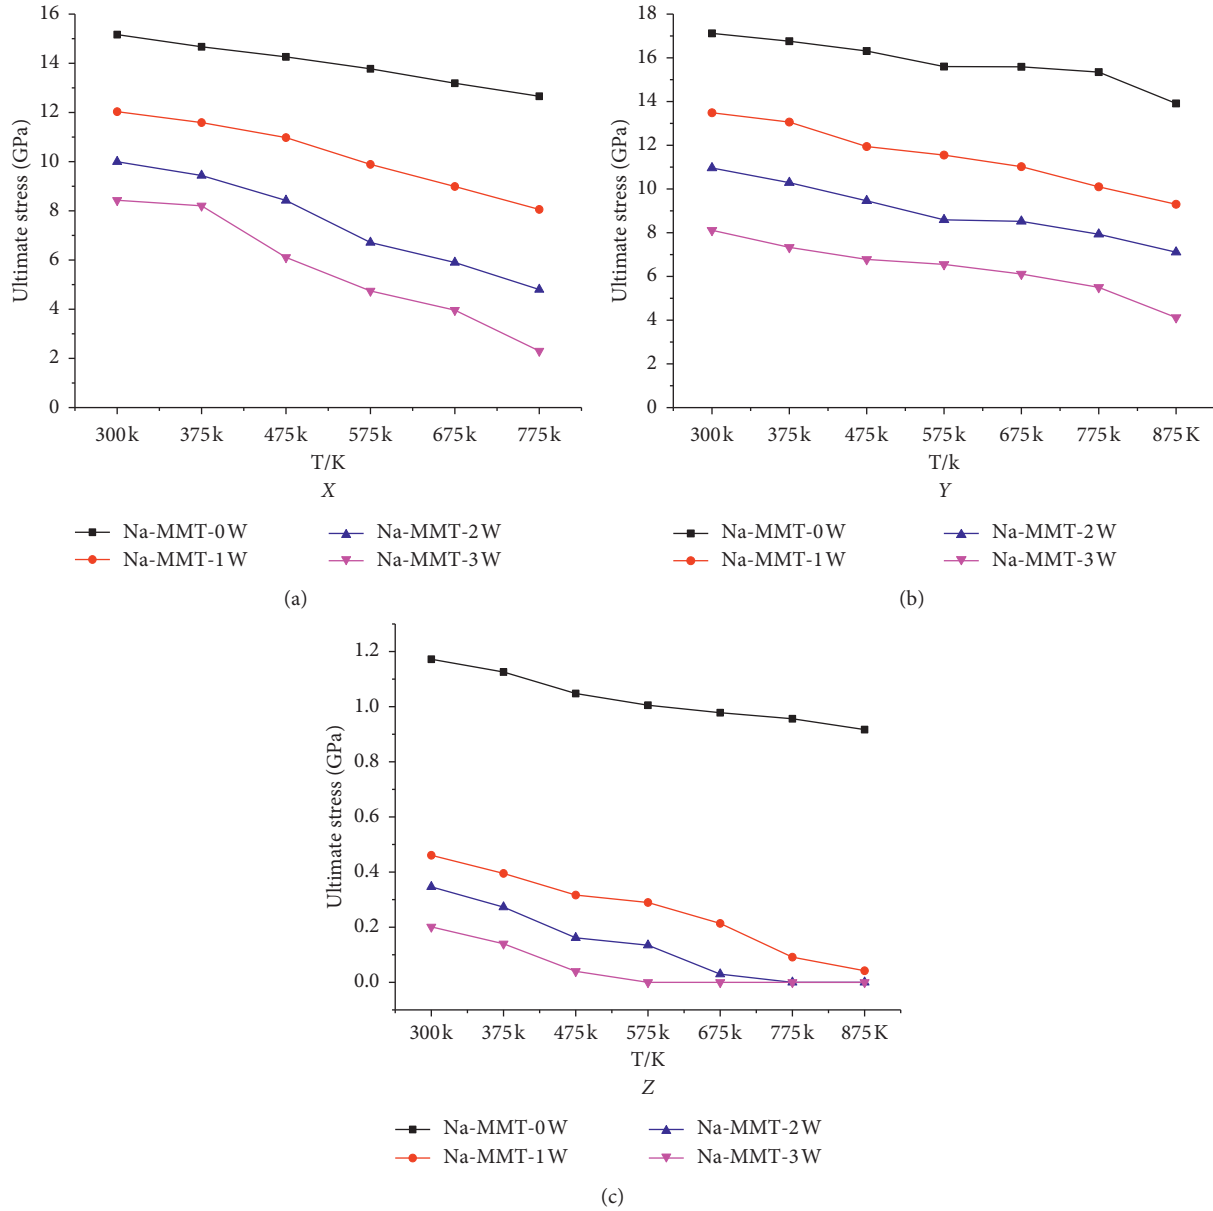 16
14
12
10
8
6
4
2
0
Ultimate stress (GPa)
300k 375k 475k 575k 675k 775k
T/K
X
Na-MMT-0W Na-MMT-2W
Na-MMT-1W Na-MMT-3W
(a)
18
16
14
12
10
8
6
4
2
0
Ultimate stress (GPa)
300k 375k 475k 575k 675k 775k 875K
T/k
Y
Na-MMT-0W Na-MMT-2W
Na-MMT-1W Na-MMT-3W
(b)
1.2
1.0
0.8
0.6
0.4
0.2
0.0
Ultimate stress (GPa)
300k 375k 475k 575k 675k 775k 875K
T/K
Z
Na-MMT-0W Na-MMT-2W
Na-MMT-1W Na-MMT-3W
(c)